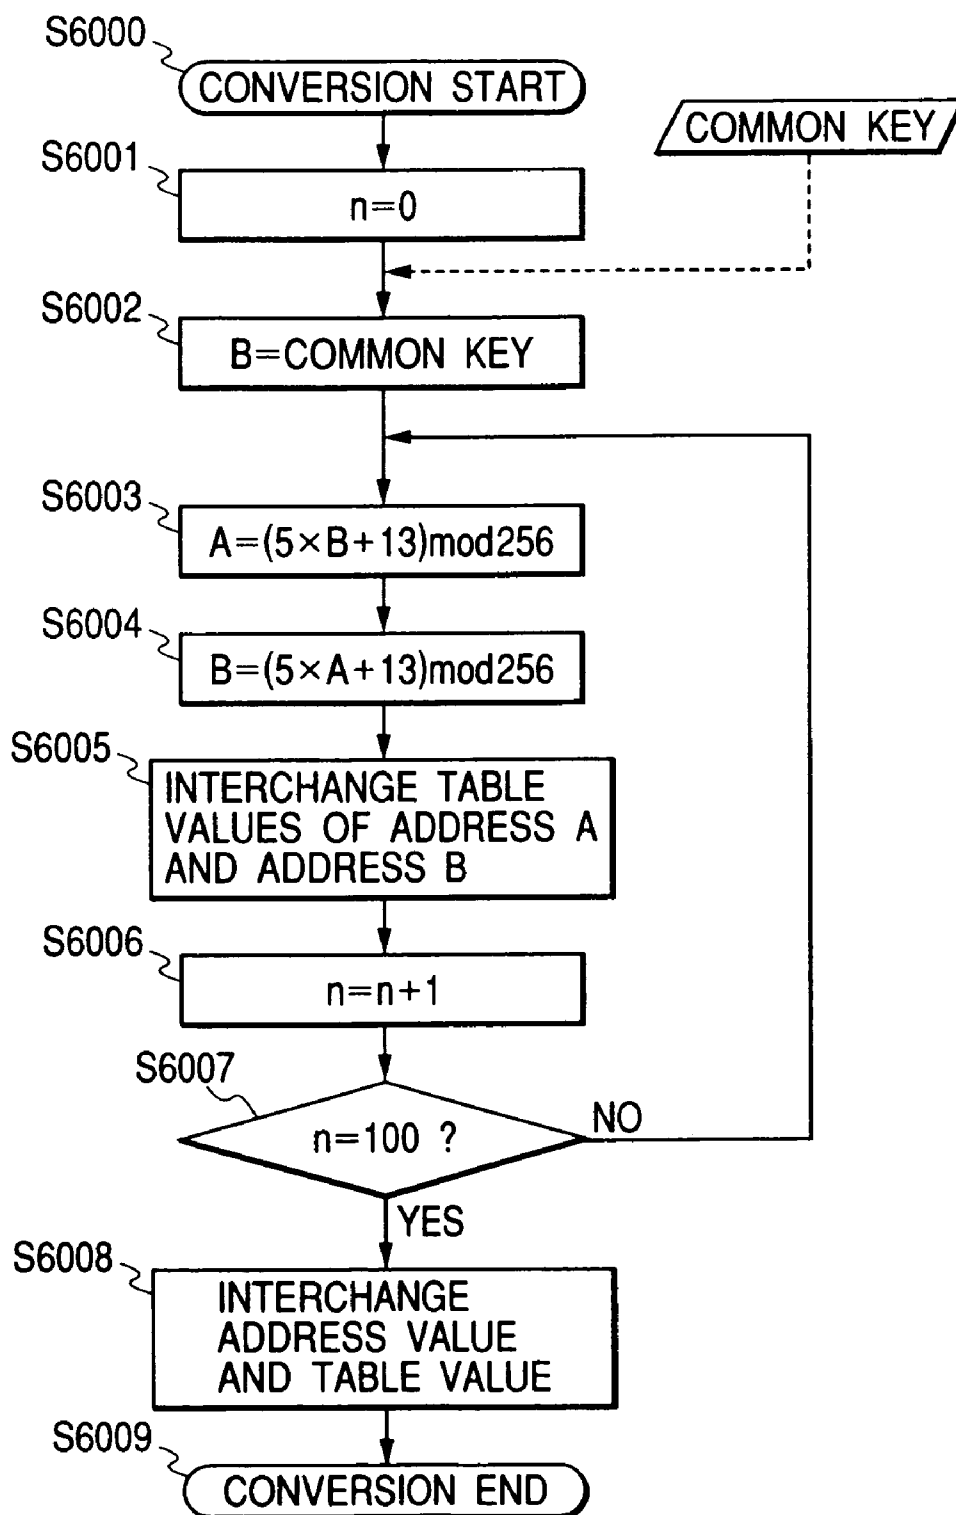 S6000
CONVERSION START
COMMON KEY
S6001
n=0
S6002
B=COMMON KEY
S6003
A=(5×B+13)mod256
S6004
B=(5×A+13)mod256
S6005
INTERCHANGE TABLE
VALUES OF ADDRESS A
AND ADDRESS B
S6006
n=n+1
S6007
n=100 ?
NO
YES
S6008
INTERCHANGE
ADDRESS VALUE
AND TABLE VALUE
S6009
CONVERSION END